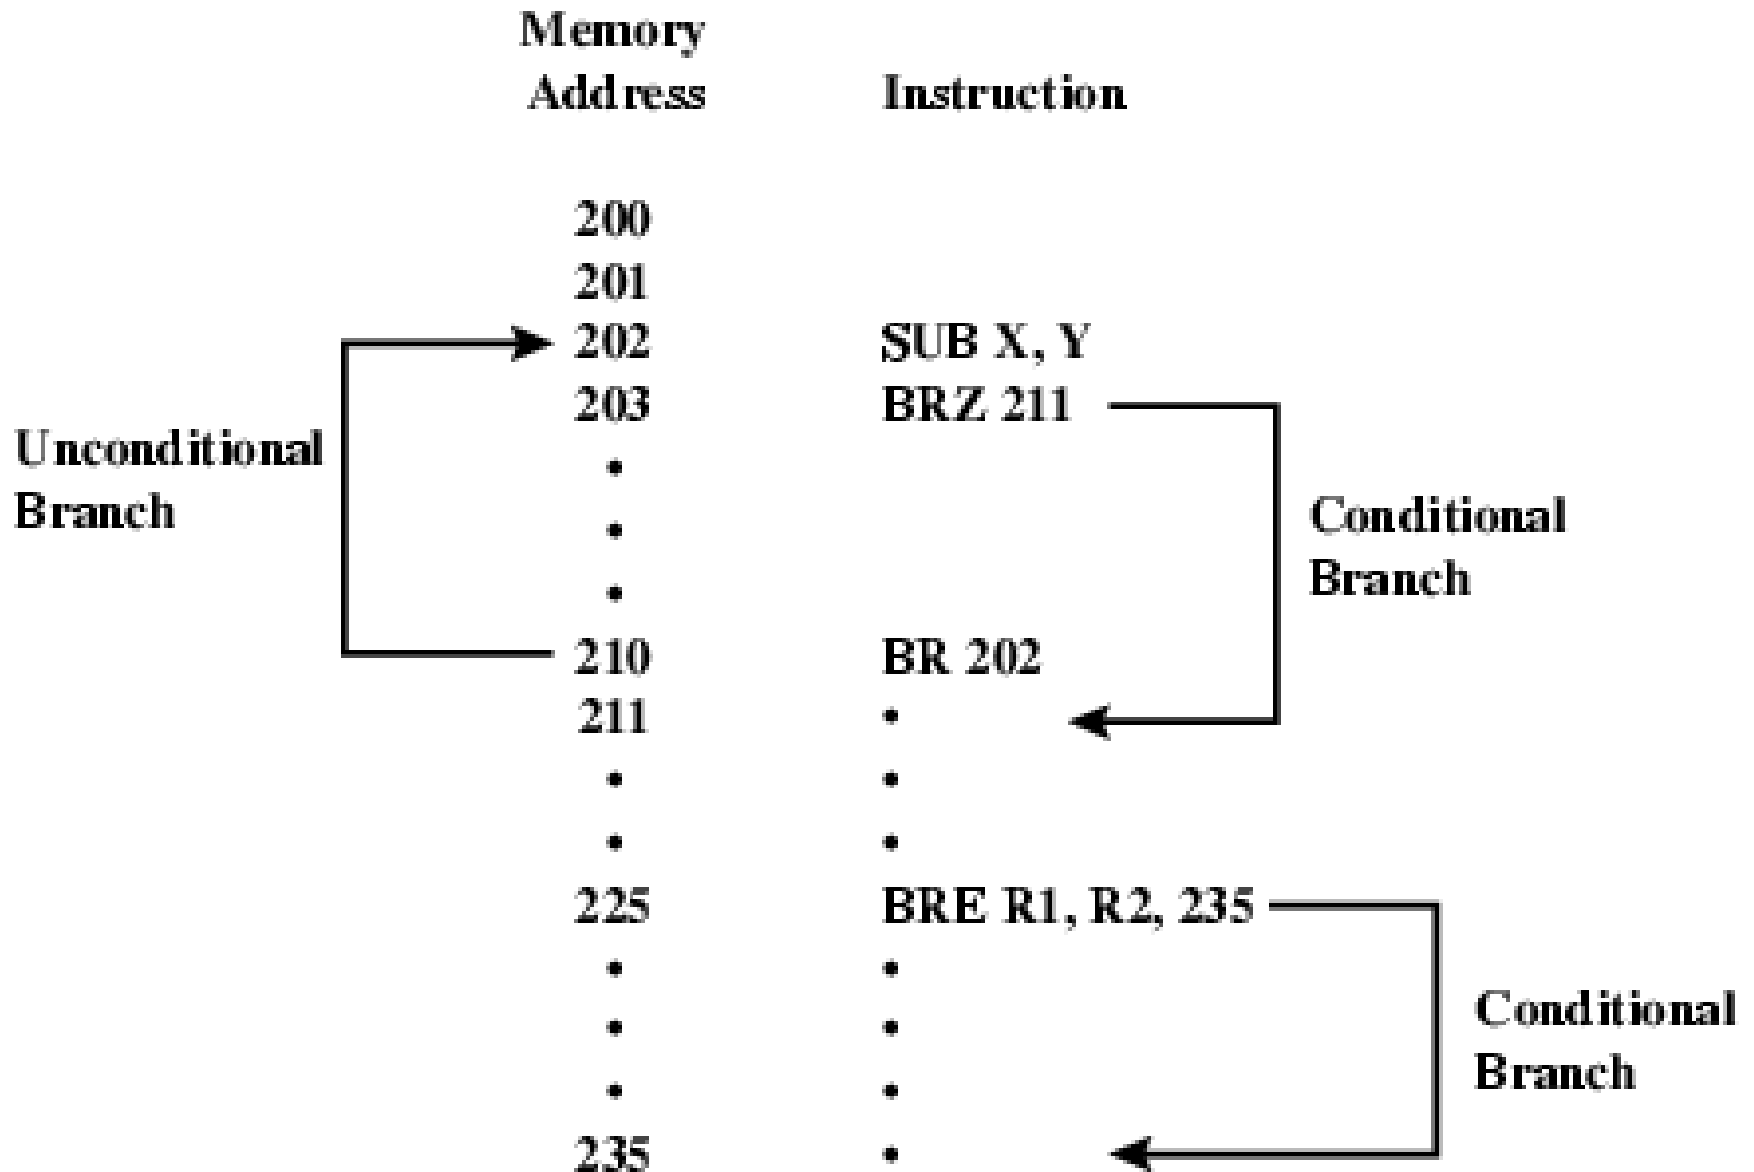 Memory
Address Instruction
200
201
202 SUB X, Y
203 BRZ 211
Unconditional
Branch
Conditional
Branch
210 BR 202
211
225 BRE R1, R2, 235
Conditional
Branch
235